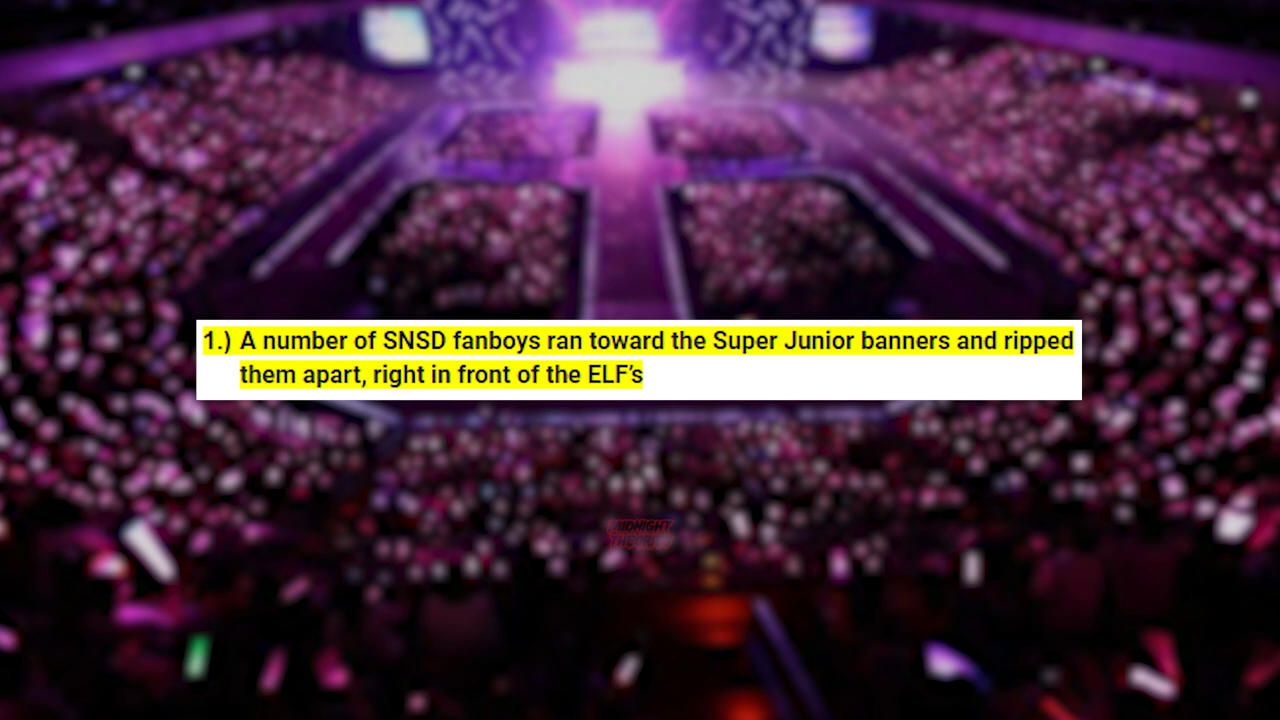 1.) A number of SNSD fanboys ran toward the Super Junior banners and ripped
them apart, right in front of the ELF’s
MIDNIGHT